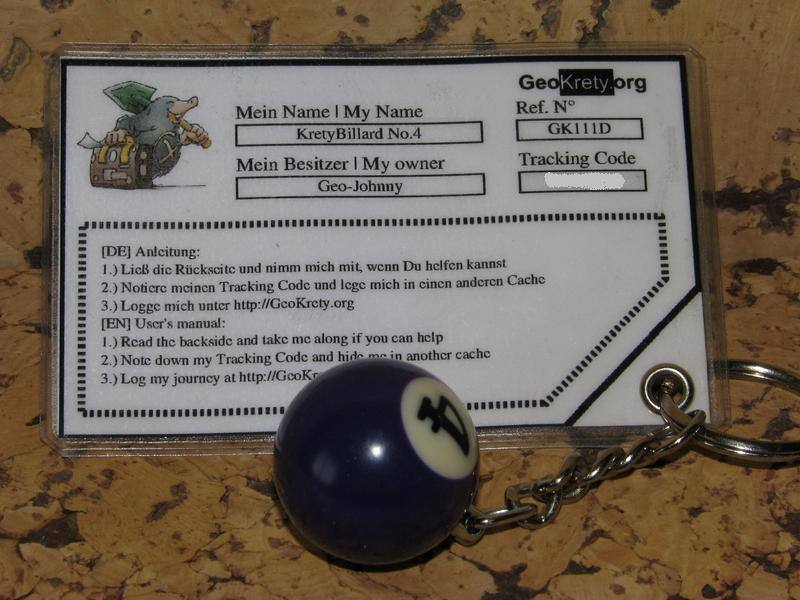 GeoKrety.org
Mein Name | My Name
Ref. N°
KretyBillard No.4
GK111D
Mein Besitzer | My owner
Tracking Code
Geo-Johnny
[DE] Anleitung:
1.) Ließ die Rückseite und nimm mich mit, wenn Du helfen kannst
2.) Notiere meinen Tracking Code und lege mich in einen anderen Cache
3.) Logge mich unter http://GeoKrety.org
[EN] User's manual:
1.) Read the backside and take me along if you can help
2.) Note down my Tracking Code and hide me in another cache
3.) Log my journey at http://GeoKr
4